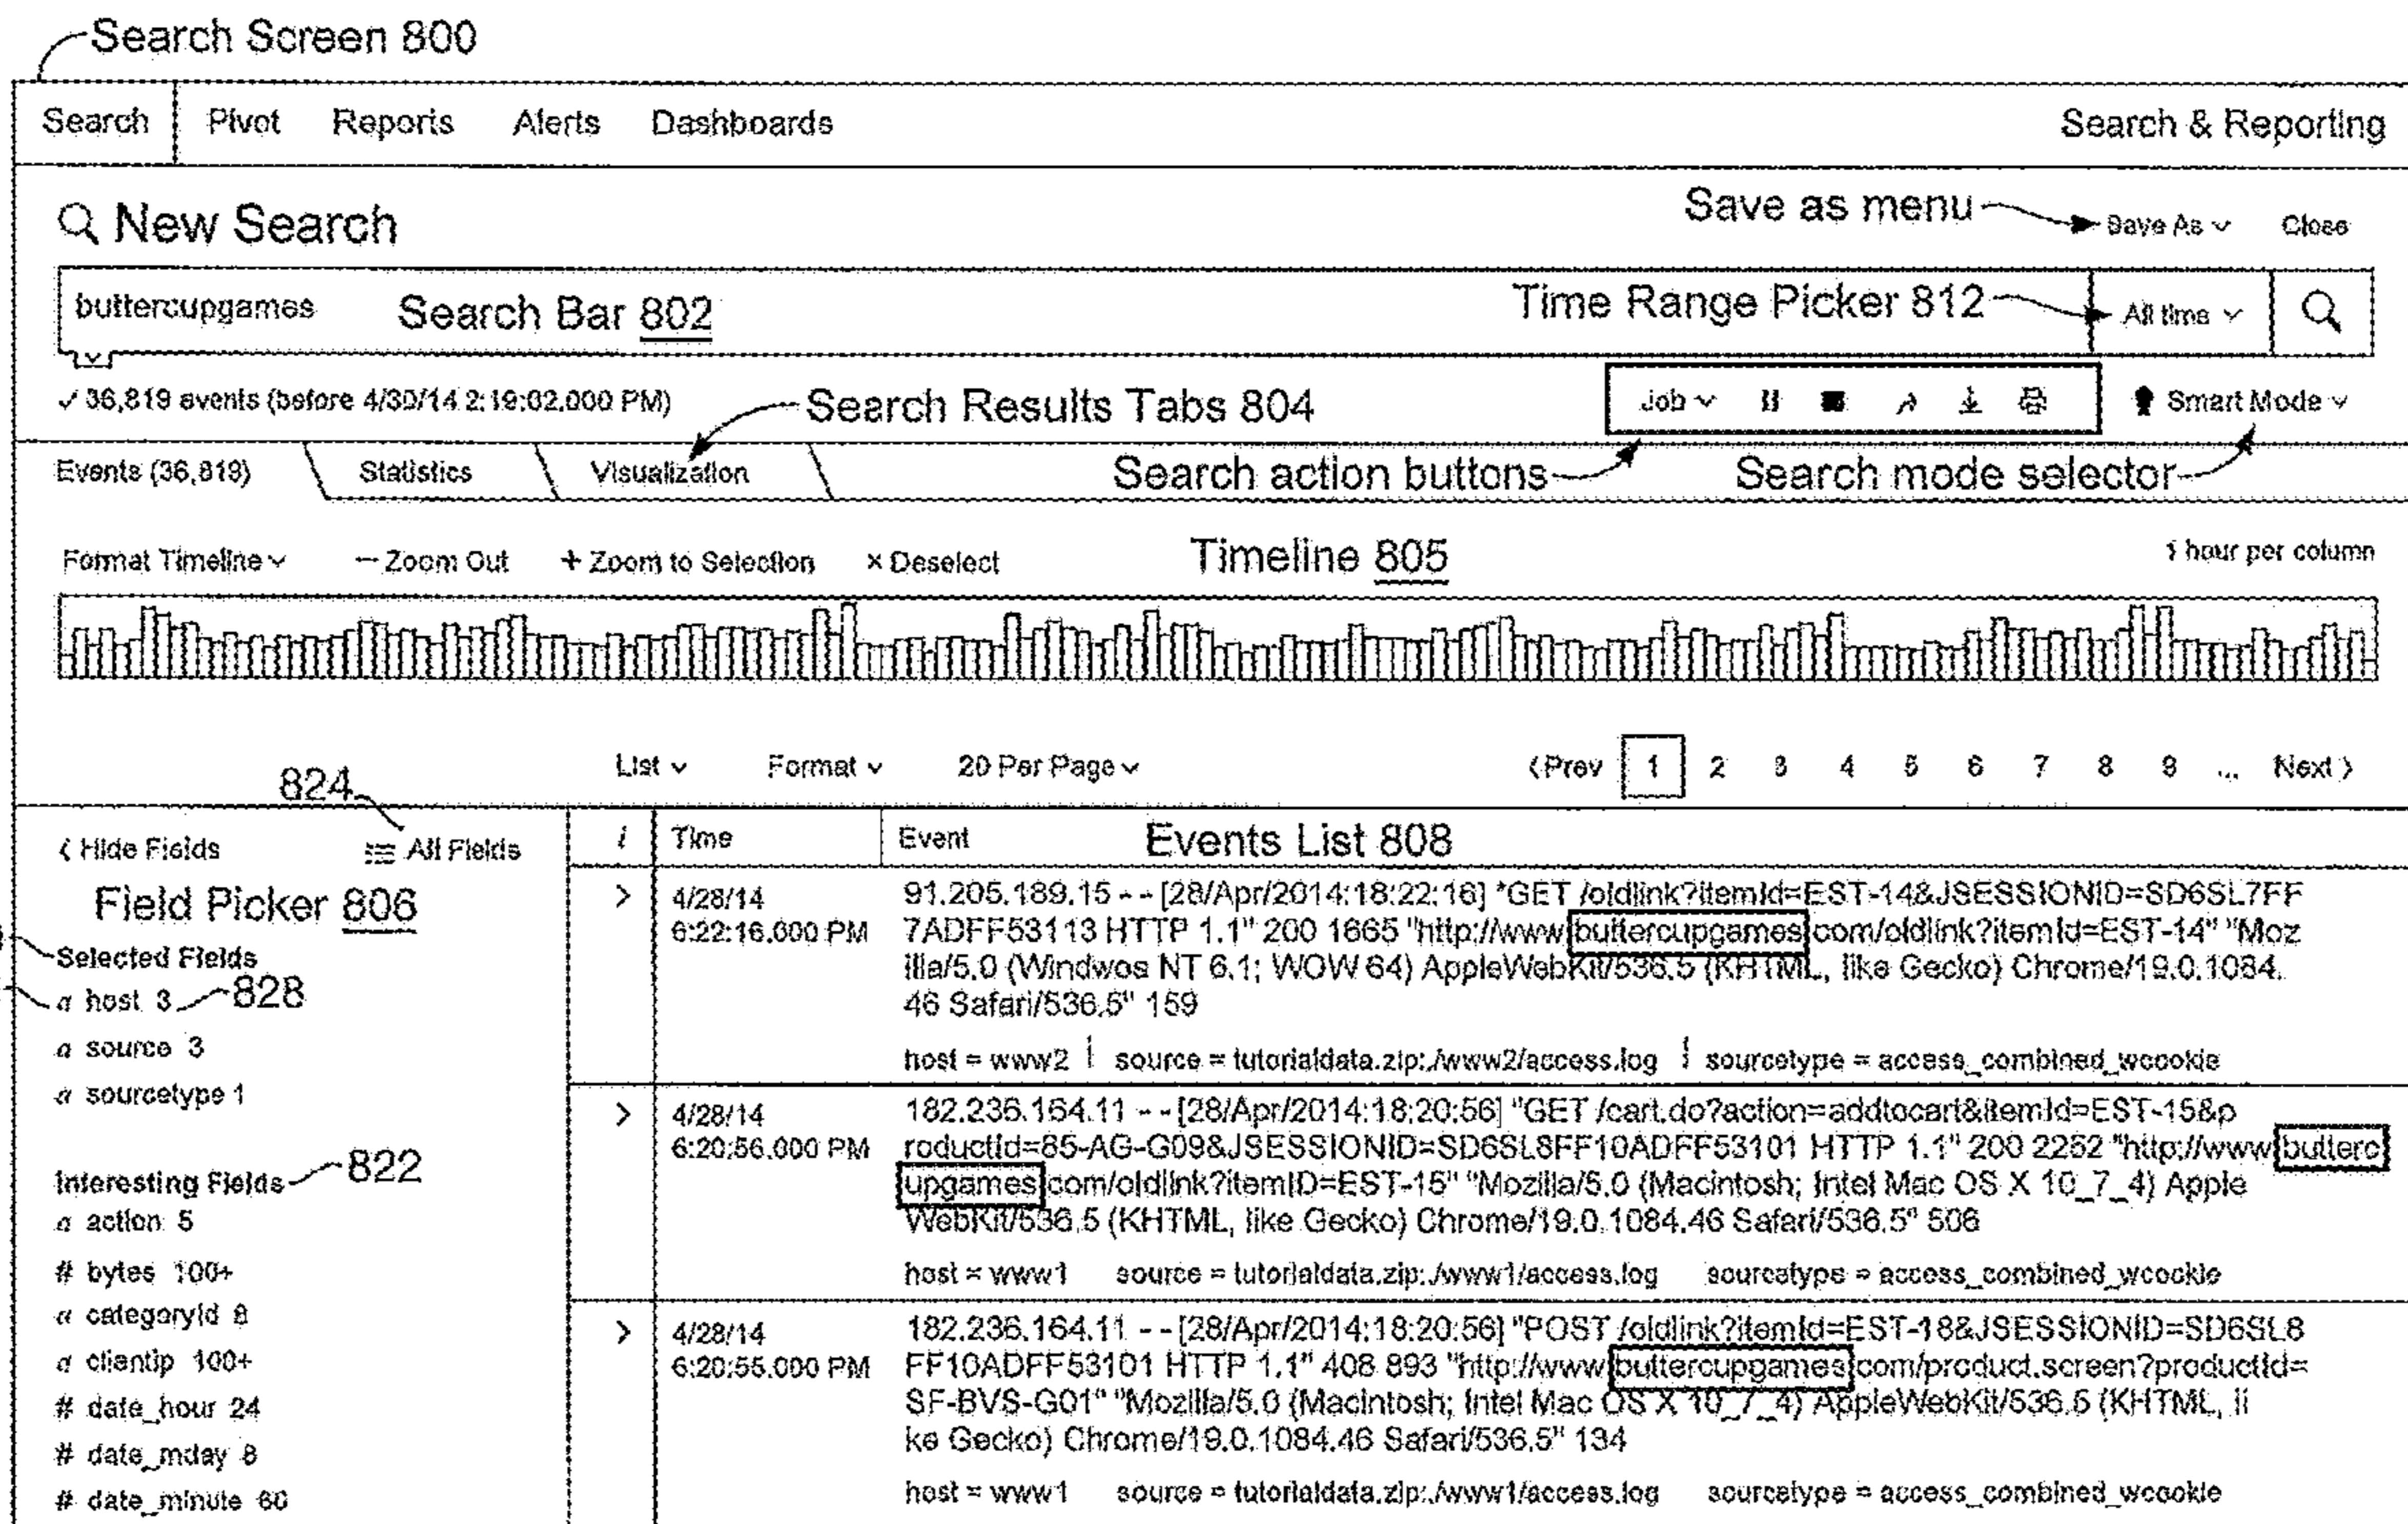 Search Screen 800
Search Pivot Reports Alerts Dashboards Search & Reporting
New Search Save as menu Save As Close
buttercupgames Search Bar 802 Time Range Picker 812 All time
36,819 events (before 4/30/14 2:19:02.000 PM) Search Results Tabs 804 Job Smart Mode
Events (36,819) Statistics Visualization Search action buttons Search mode selector
Format Timeline – Zoom Out + Zoom to Selection × Deselect Timeline 805 1 hour per column
List Format 20 Per Page < Prev 1 2 3 4 5 6 7 8 9 ... Next >
824
< Hide Fields All Fields i Time Event Events List 808
Field Picker 806
Selected Fields
a host 3 828
a source 3
a sourcetype 1
Interesting Fields 822
a action 5
# bytes 100+
a categoryId 8
a clientip 100+
# date_hour 24
# date_mday 8
# date_minute 60
> 4/28/14 91.205.189.15 - - [28/Apr/2014:18:22:16] "GET /oldlink?itemId=EST-14&JSESSIONID=SD6SL7FF
6:22:16.000 PM 7ADFF53113 HTTP 1.1" 200 1665 "http://www.buttercupgames.com/oldlink?itemId=EST-14" "Moz
illa/5.0 (Windwos NT 6.1; WOW 64) AppleWebKit/536.5 (KHTML, like Gecko) Chrome/19.0.1084.
46 Safari/536.5" 159
host = www2 source = tutorialdata.zip:./www2/access.log sourcetype = access_combined_wcookie
> 4/28/14 182.236.164.11 - - [28/Apr/2014:18:20:56] "GET /cart.do?action=addtocart&itemId=EST-15&p
6:20:56.000 PM roductId=85-AG-G09&JSESSIONID=SD6SL8FF10ADFF53101 HTTP 1.1" 200 2252 "http://www.butterc
upgames.com/oldlink?itemID=EST-15" "Mozilla/5.0 (Macintosh; Intel Mac OS X 10_7_4) Apple
WebKit/536.5 (KHTML, like Gecko) Chrome/19.0.1084.46 Safari/536.5" 506
host = www1 source = tutorialdata.zip:./www1/access.log sourcetype = access_combined_wcookie
> 4/28/14 182.236.164.11 - - [28/Apr/2014:18:20:56] "POST /oldlink?itemId=EST-18&JSESSIONID=SD6SL8
6:20:55.000 PM FF10ADFF53101 HTTP 1.1" 408 893 "http://www.buttercupgames.com/product.screen?productId=
SF-BVS-G01" "Mozilla/5.0 (Macintosh; Intel Mac OS X 10_7_4) AppleWebKit/536.5 (KHTML, li
ke Gecko) Chrome/19.0.1084.46 Safari/536.5" 134
host = www1 source = tutorialdata.zip:./www1/access.log sourcetype = access_combined_wcookie